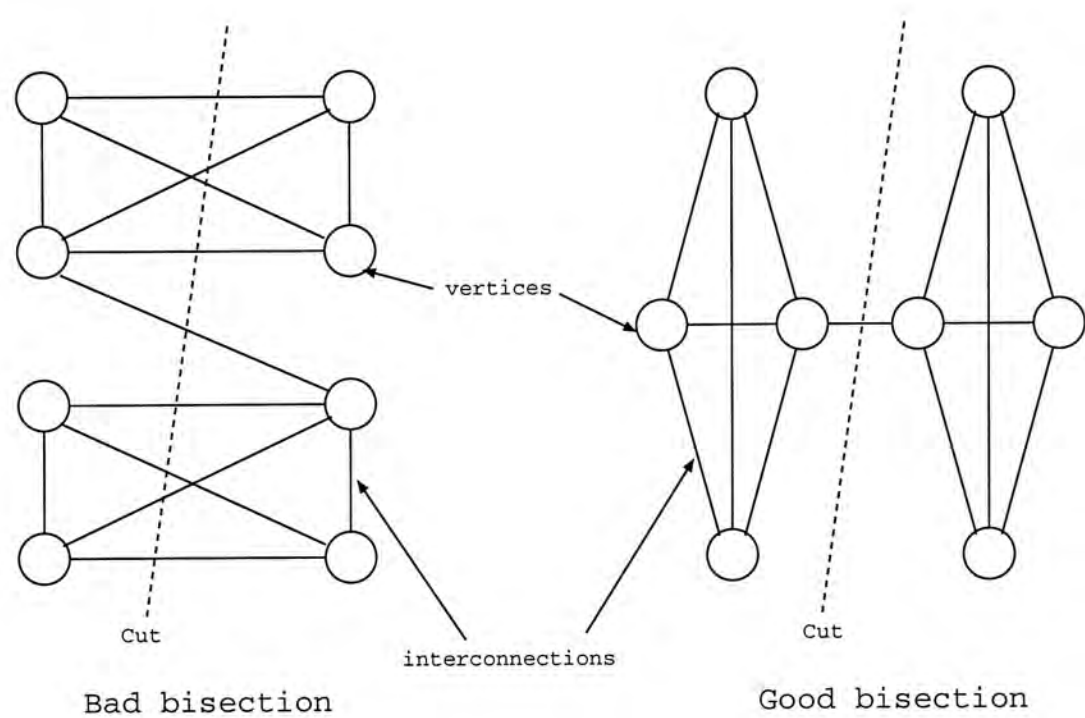 vertices
Cut
Cut
interconnections
Bad bisection
Good bisection